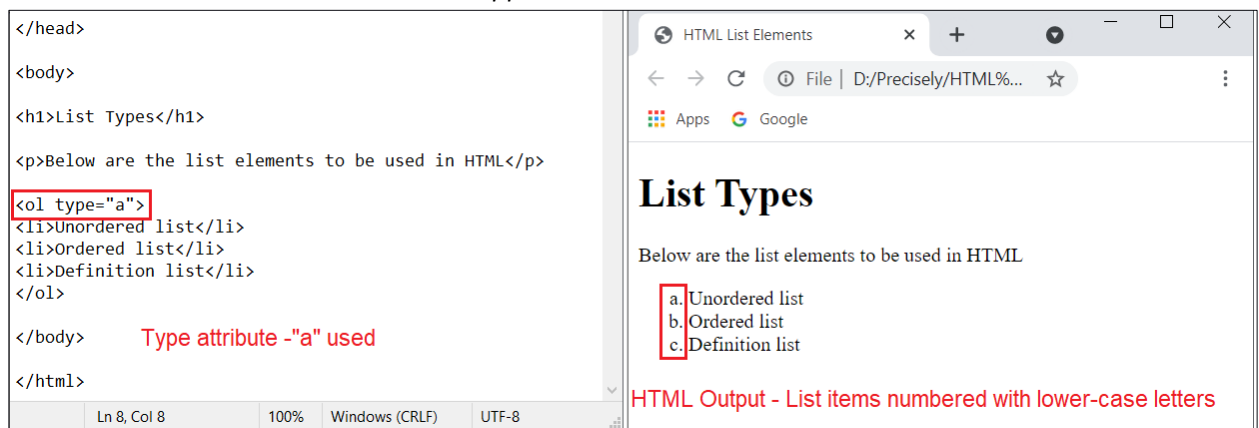 </head>
<body>
<h1>List Types</h1>
<p>Below are the list elements to be used in HTML</p>
<ol type="a">
<li>Unordered list</li>
<li>Ordered list</li>
<li>Definition list</li>
</ol>
</body>
Type attribute -"a" used
</html>
Ln 8, Col 8
100%
Windows (CRLF)
UTF-8
HTML List Elements
File | D:/Precisely/HTML%...
Apps
Google
List Types
Below are the list elements to be used in HTML
a. Unordered list
b. Ordered list
c. Definition list
HTML Output - List items numbered with lower-case letters